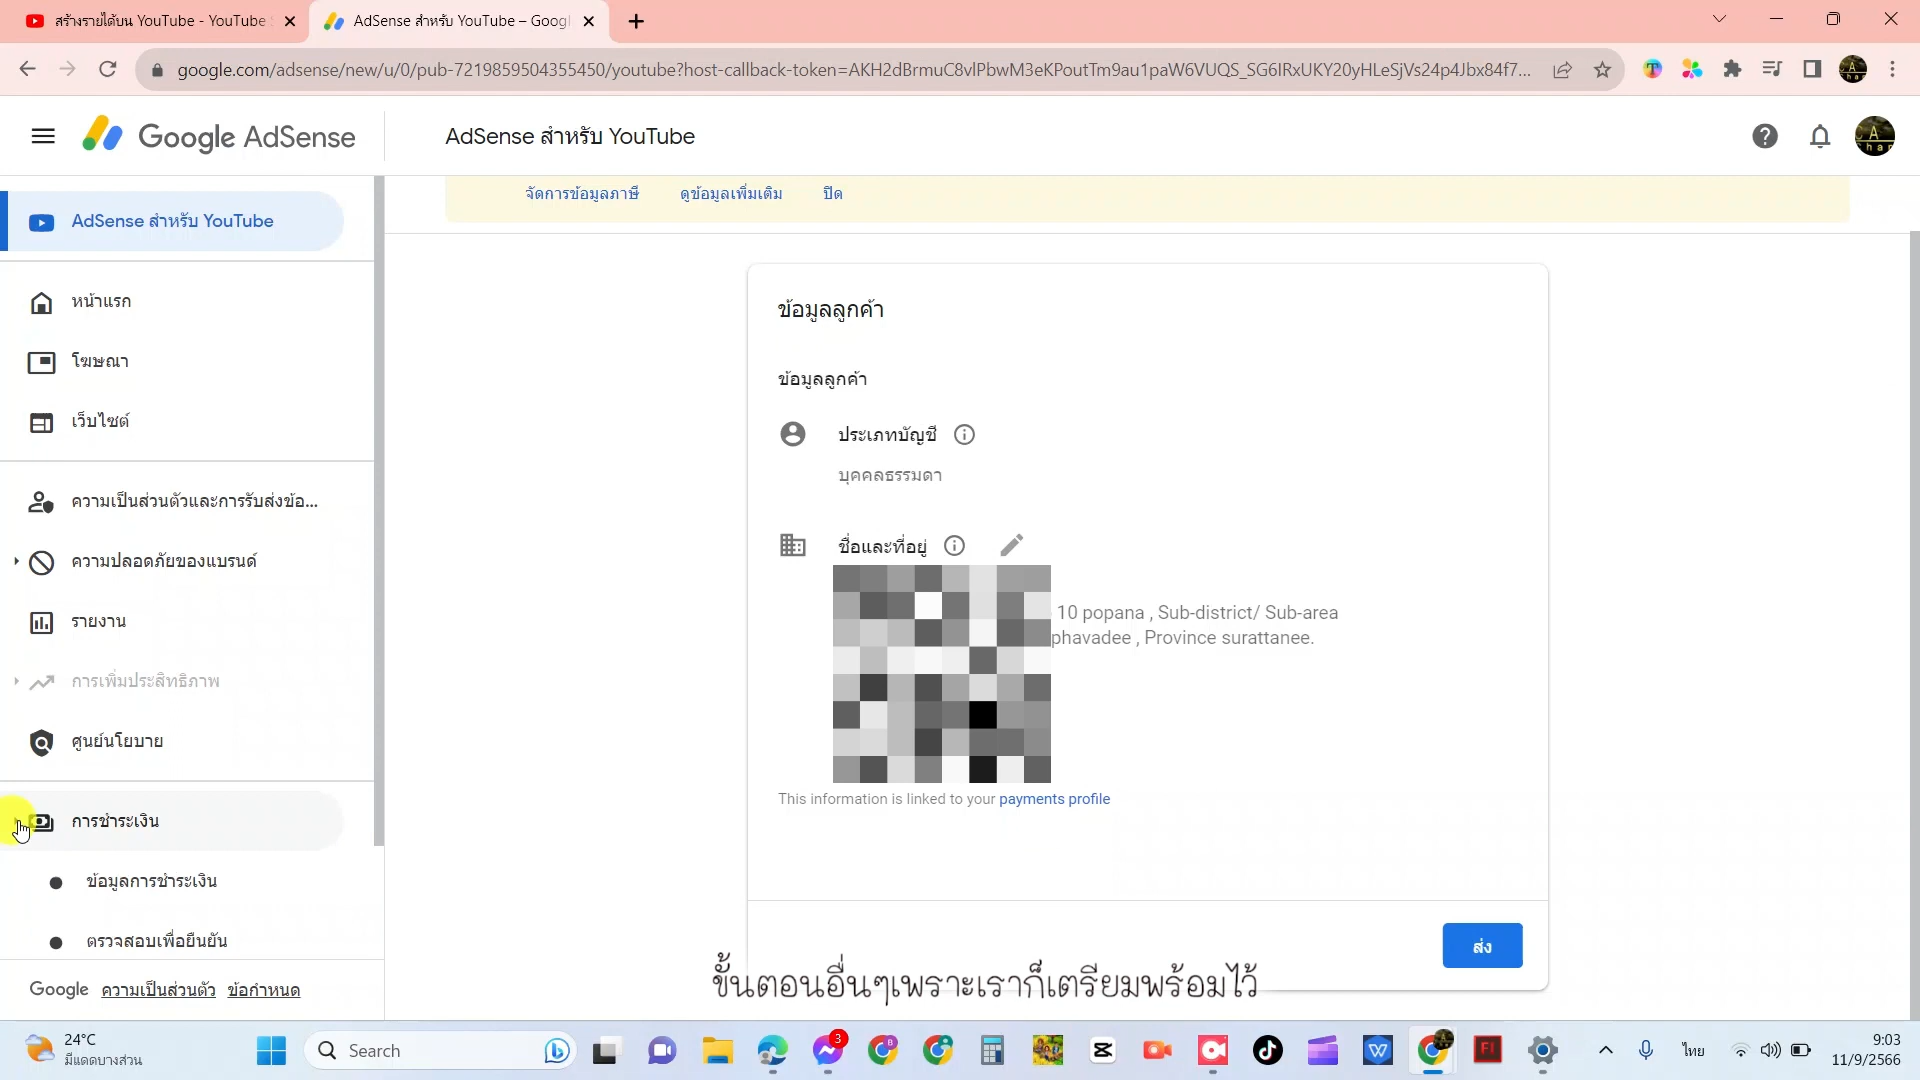 สร้างรายได้บน YouTube - YouTube
AdSense สำหรับ YouTube – Goog
google.com/adsense/new/u/0/pub-7219859504355450/youtube?host-callback-token=AKH2dBrmuC8vlPbwM3eKPoutTm9au1paW6VUQS_SG6IRxUKY20yHLeSjVs24p4Jbx84f7...
Google AdSense
AdSense สำหรับ YouTube
จัดการข้อมูลภาษี ดูข้อมูลเพิ่มเติม ปิด
AdSense สำหรับ YouTube
หน้าแรก
โฆษณา
เว็บไซต์
ความเป็นส่วนตัวและการรับส่งข้อ...
ความปลอดภัยของแบรนด์
รายงาน
การเพิ่มประสิทธิภาพ
ศูนย์นโยบาย
การชำระเงิน
ข้อมูลการชำระเงิน
ตรวจสอบเพื่อยืนยัน
Google ความเป็นส่วนตัว ข้อกำหนด
ข้อมูลลูกค้า
ข้อมูลลูกค้า
ประเภทบัญชี
บุคคลธรรมดา
ชื่อและที่อยู่
10 popana , Sub-district/ Sub-area
phavadee , Province surattanee.
This information is linked to your payments profile
ส่ง
ขั้นตอนอื่นๆเพราะเราก็เตรียมพร้อมไว้
24°C
มีแดดบางส่วน
Search
3
ไทย
9:03
11/9/2566